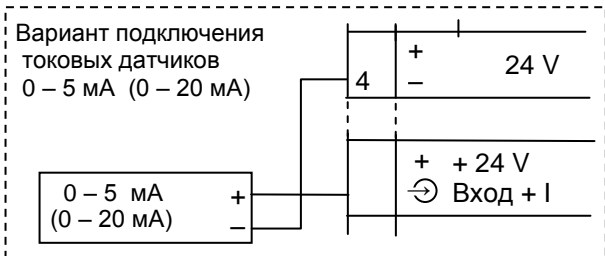 Вариант подключения
токовых датчиков
0 – 5 мА (0 – 20 мА)
+
24 V
4
–
+ + 24 V
Вход + I
0 – 5 мА
+
(0 – 20 мА)
–